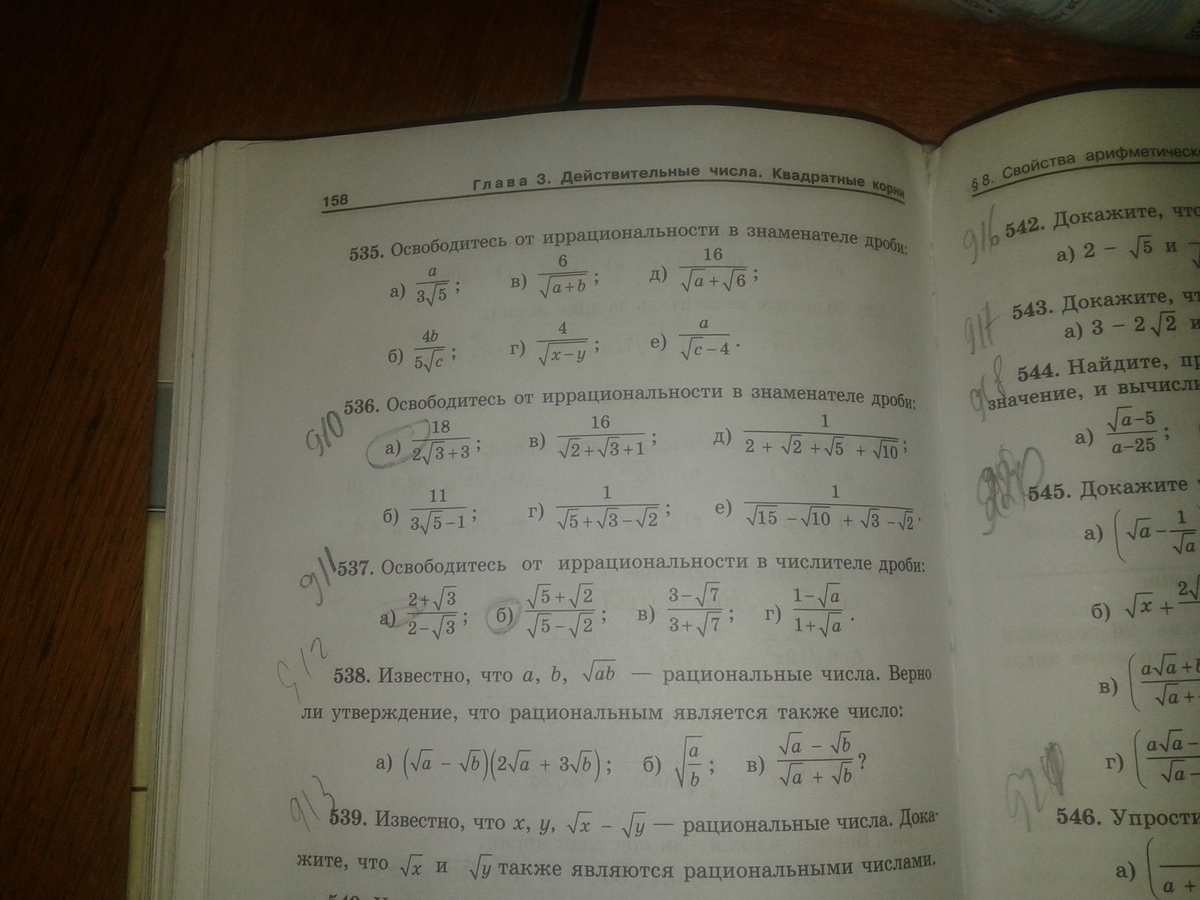 158 Глава 3. Действительные числа. Квадратные корни
535. Освободитесь от иррациональности в знаменателе дроби:
а) a/(3√5); в) 6/√(a+b); д) 16/(√a+√6);
б) 4b/(5√c); г) 4/√(x−y); е) a/(√c−4).
910
536. Освободитесь от иррациональности в знаменателе дроби:
а) 18/(2√3+3); в) 16/(√2+√3+1); д) 1/(2 + √2 + √5 + √10);
б) 11/(3√5−1); г) 1/(√5+√3−√2); е) 1/(√15 − √10 + √3 − √2).
911
537. Освободитесь от иррациональности в числителе дроби:
а) (2+√3)/(2−√3); б) (√5+√2)/(√5−√2); в) (3−√7)/(3+√7); г) (1−√a)/(1+√a).
912
538. Известно, что a, b, √ab — рациональные числа. Верно
ли утверждение, что рациональным является также число:
а) (√a − √b)(2√a + 3√b); б) √(a/b); в) (√a − √b)/(√a + √b)?
913
539. Известно, что x, y, √x − √y — рациональные числа. Дока-
жите, что √x и √y также являются рациональными числами.
§ 8. Свойства арифметическ
916
542. Докажите, что
а) 2 − √5 и
917
543. Докажите, чт
а) 3 − 2√2 и
918
544. Найдите, пр
значение, и вычисли
а) (√a−5)/(a−25);
545. Докажите
а) (√a − 1/√a
б) √x + 2√
в) (a√a+b
√a+
г) (a√a−
√a−
546. Упрости
а) (
a +